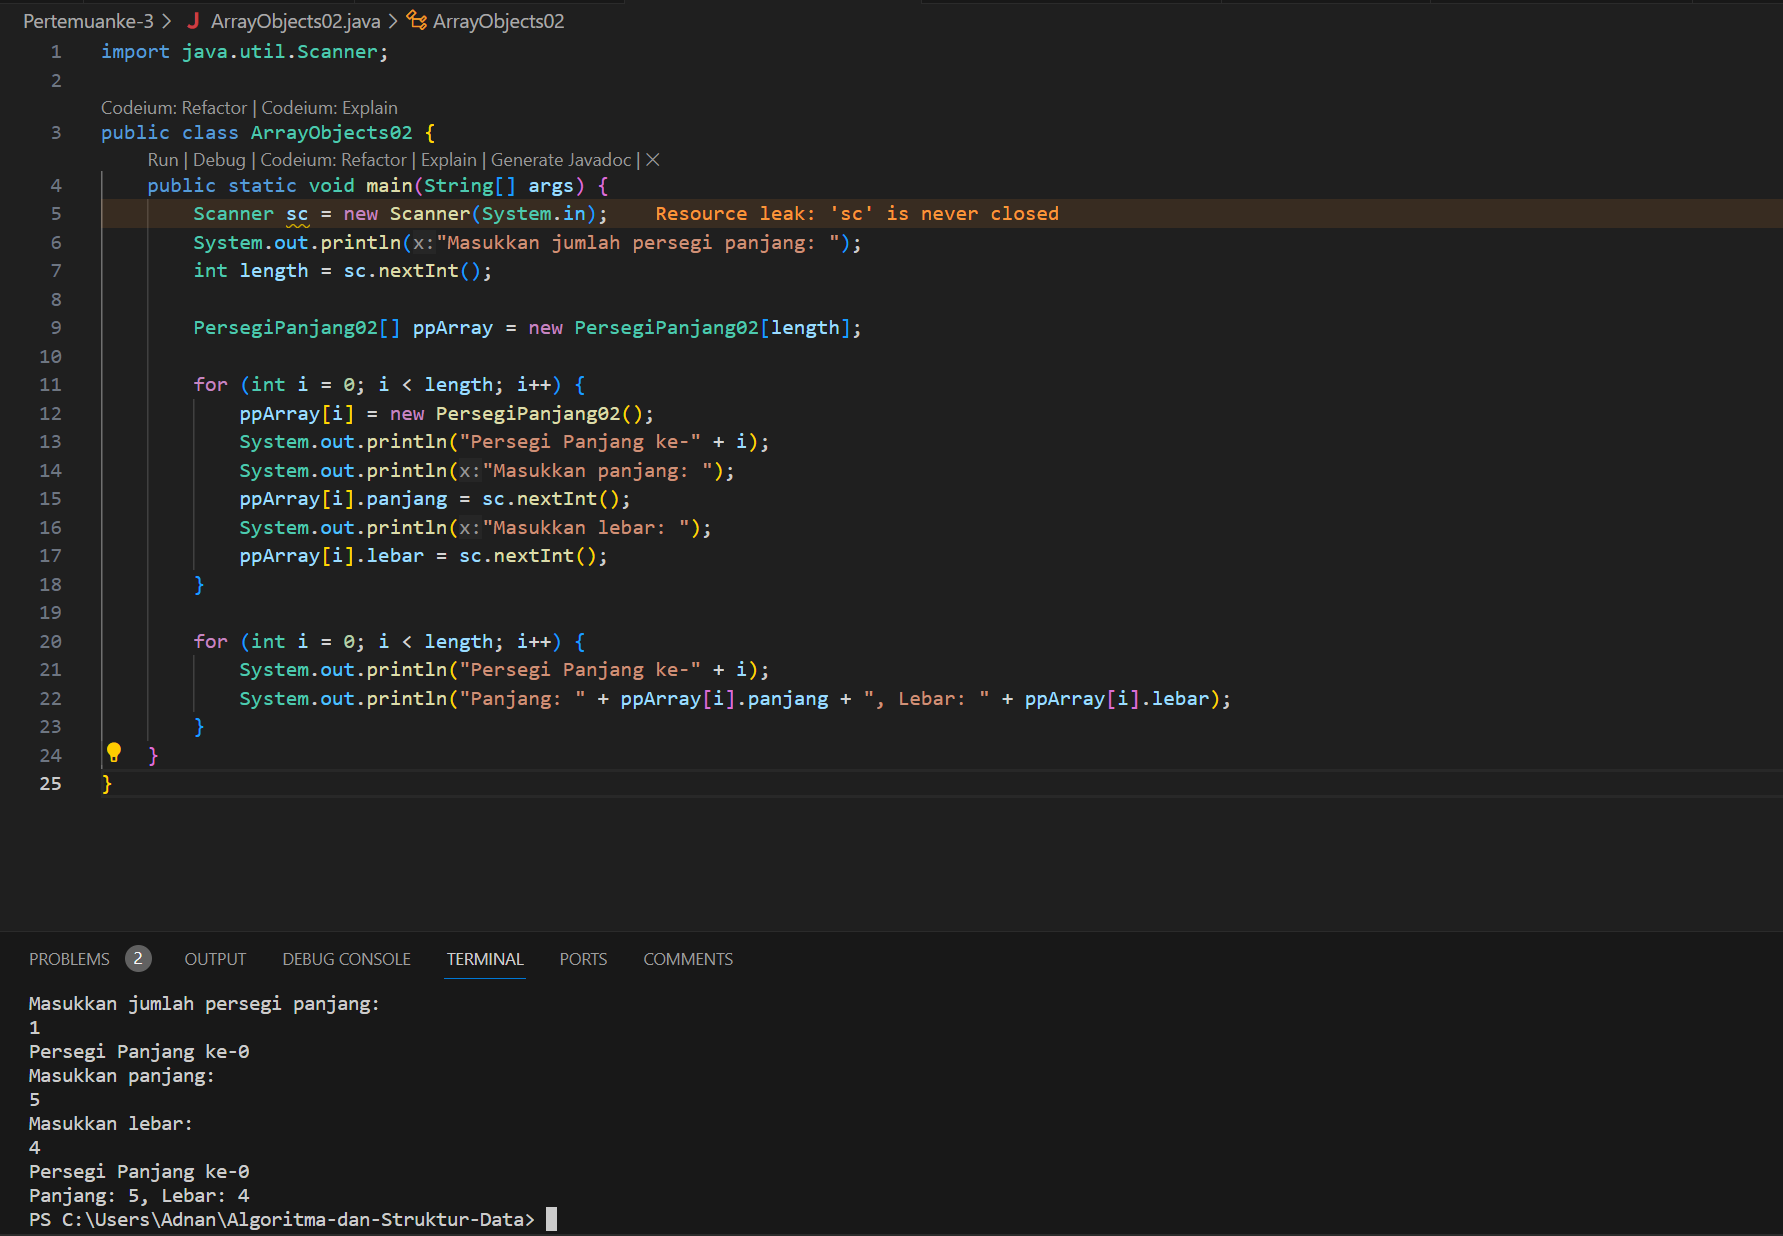 Pertemuanke-3 > J ArrayObjects02.java > ArrayObjects02
1 import java.util.Scanner;
2
Codeium: Refactor | Codeium: Explain
3 public class ArrayObjects02 {
Run | Debug | Codeium: Refactor | Explain | Generate Javadoc | ×
4 public static void main(String[] args) {
5 Scanner sc = new Scanner(System.in); Resource leak: 'sc' is never closed
6 System.out.println(x:"Masukkan jumlah persegi panjang: ");
7 int length = sc.nextInt();
8
9 PersegiPanjang02[] ppArray = new PersegiPanjang02[length];
10
11 for (int i = 0; i < length; i++) {
12 ppArray[i] = new PersegiPanjang02();
13 System.out.println("Persegi Panjang ke-" + i);
14 System.out.println(x:"Masukkan panjang: ");
15 ppArray[i].panjang = sc.nextInt();
16 System.out.println(x:"Masukkan lebar: ");
17 ppArray[i].lebar = sc.nextInt();
18 }
19
20 for (int i = 0; i < length; i++) {
21 System.out.println("Persegi Panjang ke-" + i);
22 System.out.println("Panjang: " + ppArray[i].panjang + ", Lebar: " + ppArray[i].lebar);
23 }
24 }
25 }
PROBLEMS 2 OUTPUT DEBUG CONSOLE TERMINAL PORTS COMMENTS
Masukkan jumlah persegi panjang:
1
Persegi Panjang ke-0
Masukkan panjang:
5
Masukkan lebar:
4
Persegi Panjang ke-0
Panjang: 5, Lebar: 4
PS C:\Users\Adnan\Algoritma-dan-Struktur-Data>